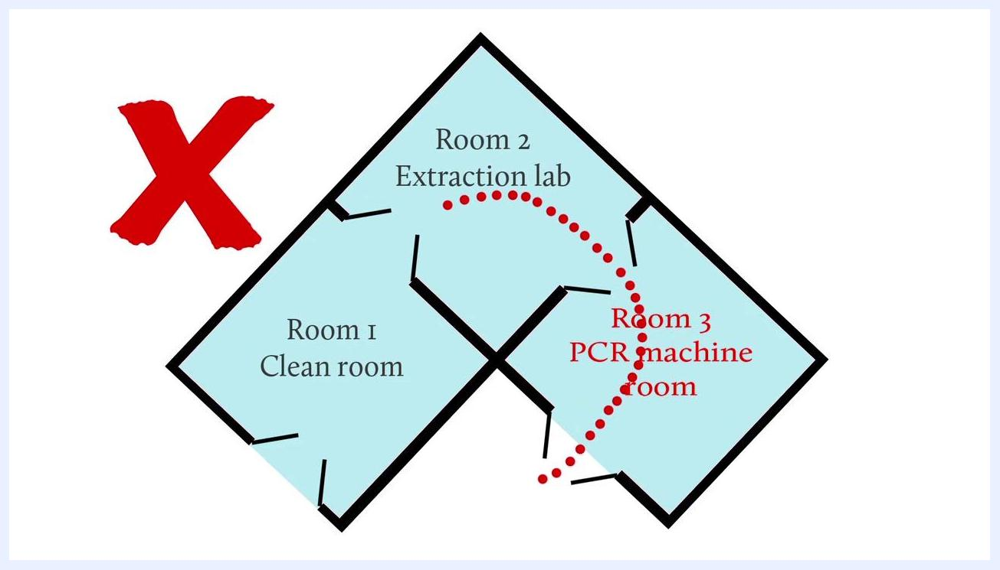 Room 2
Extraction lab
Room 1
Clean room
Room 3
PCR machine
room